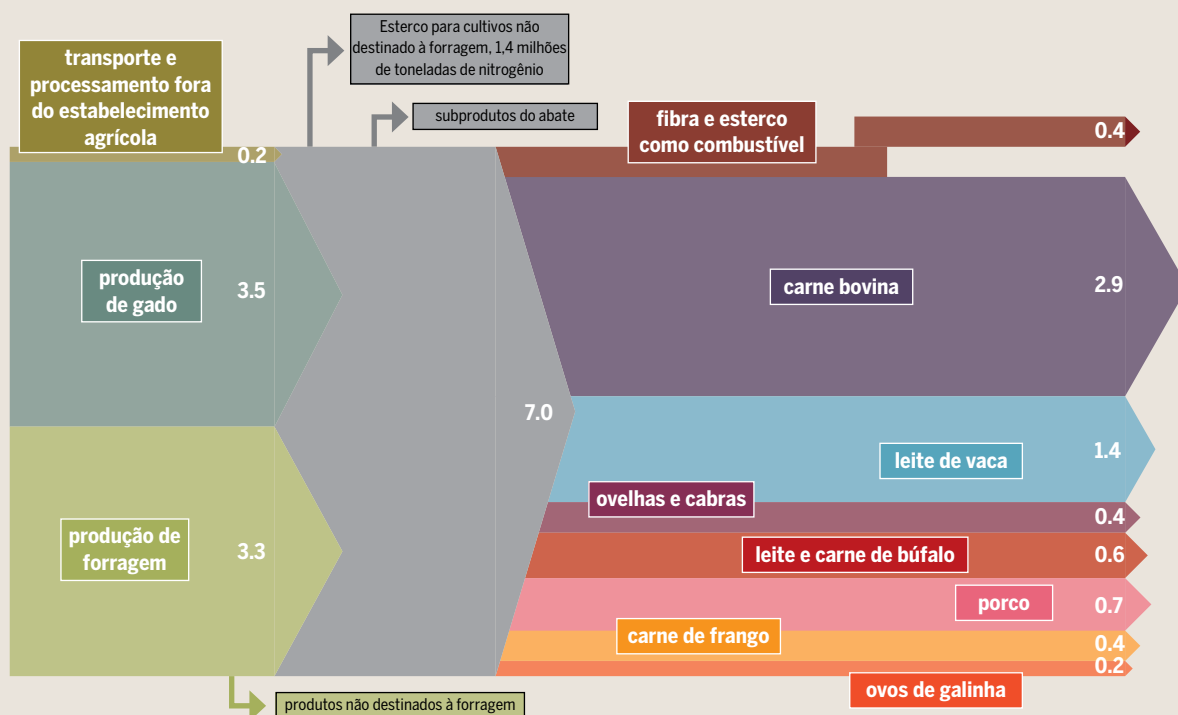 Esterco para cultivos não
destinado à forragem, 1,4 milhões
de toneladas de nitrogênio
transporte e
processamento fora
do estabelecimento
agrícola
subprodutos do abate
fibra e esterco
como combustível
0.4
0.2
produção
de gado
3.5
carne bovina
2.9
7.0
leite de vaca
1.4
ovelhas e cabras
0.4
produção de
forragem
3.3
leite e carne de búfalo
0.6
porco
0.7
carne de frango
0.4
0.2
ovos de galinha
produtos não destinados à forragem